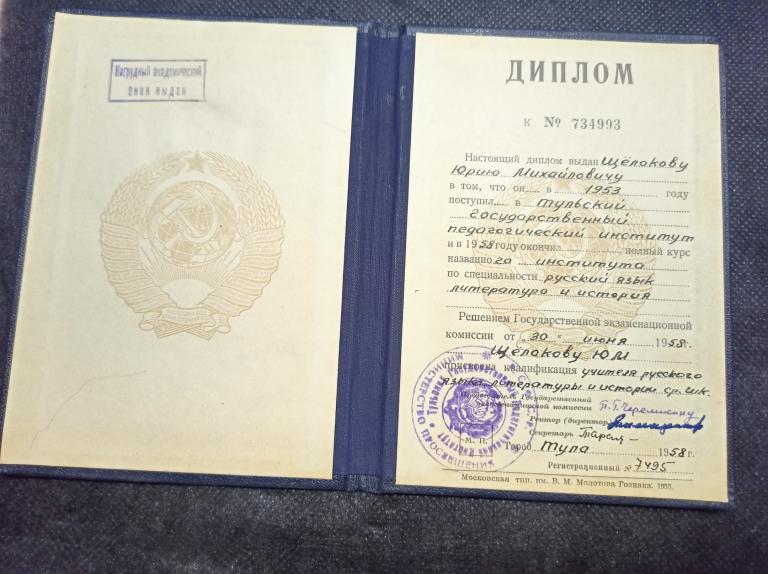 Нагрудный академический
знак выдан
ДИПЛОМ
К № 734993
Настоящий диплом выдан Щёлокову
Юрию Михайловичу
в том, что он в 1953 году
поступил в Тульский
Государственный
педагогический институт
и в 1958 году окончил полный курс
названного института
по специальности русский язык
литература и история
Решением Государственной экзаменационной
комиссии от 30 июня 1958 г.
Щёлокову Ю М
присвоена квалификация учителя русского
языка, литературы и истории ср. шк.
Председатель Государственной
экзаменационной комиссии
Ректор (директор)
Секретарь
М. П. Город Тула 1958 г.
Регистрационный № 7495
Московская тип. им. В. М. Молотова Гознака. 1955.
МИНИСТЕРСТВО ПРОСВЕЩЕНИЯ